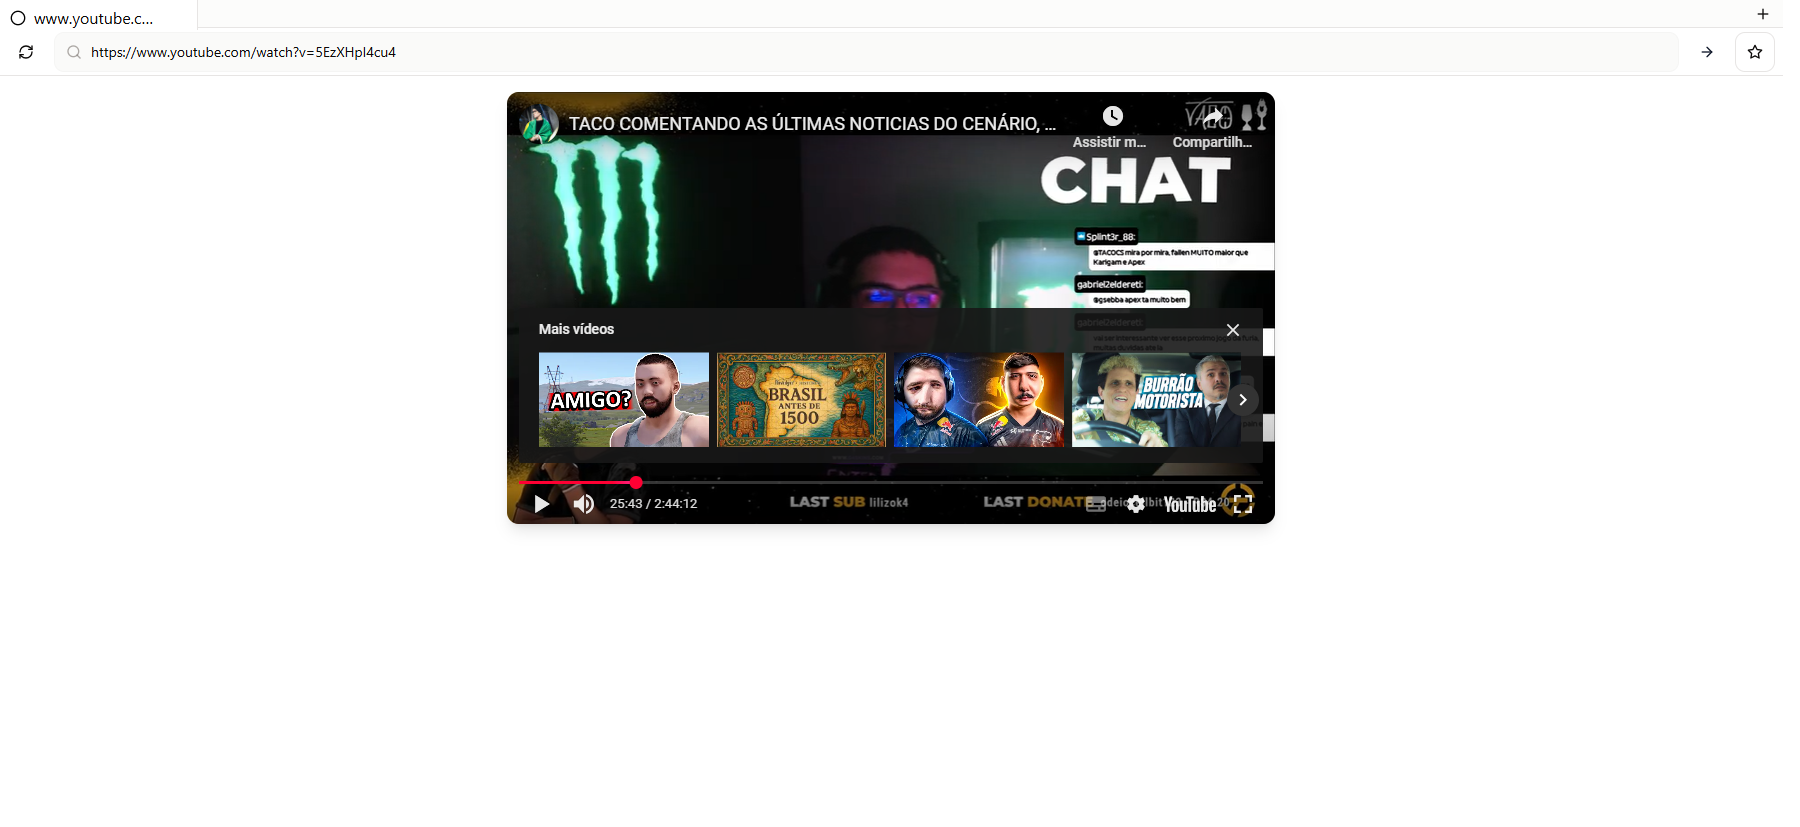 www.youtube.c...
https://www.youtube.com/watch?v=5EzXHpl4cu4
TACO COMENTANDO AS ÚLTIMAS NOTICIAS DO CENÁRIO, ...
Assistir m...
Compartilh...
CHAT
Splint3r_88:
@TACOCS mira por mira, fallen MUITO maior que
Karigam e Apex
gabriel2eldereti:
@gsebba apex ta muito bem
gabriel2eldereti:
Mais vídeos
AMIGO?
BRASIL
ANTES DE
1500
BURRÃO
MOTORISTA
25:43 / 2:44:12
LAST SUB lilizok4
LAST DONATE
YouTube